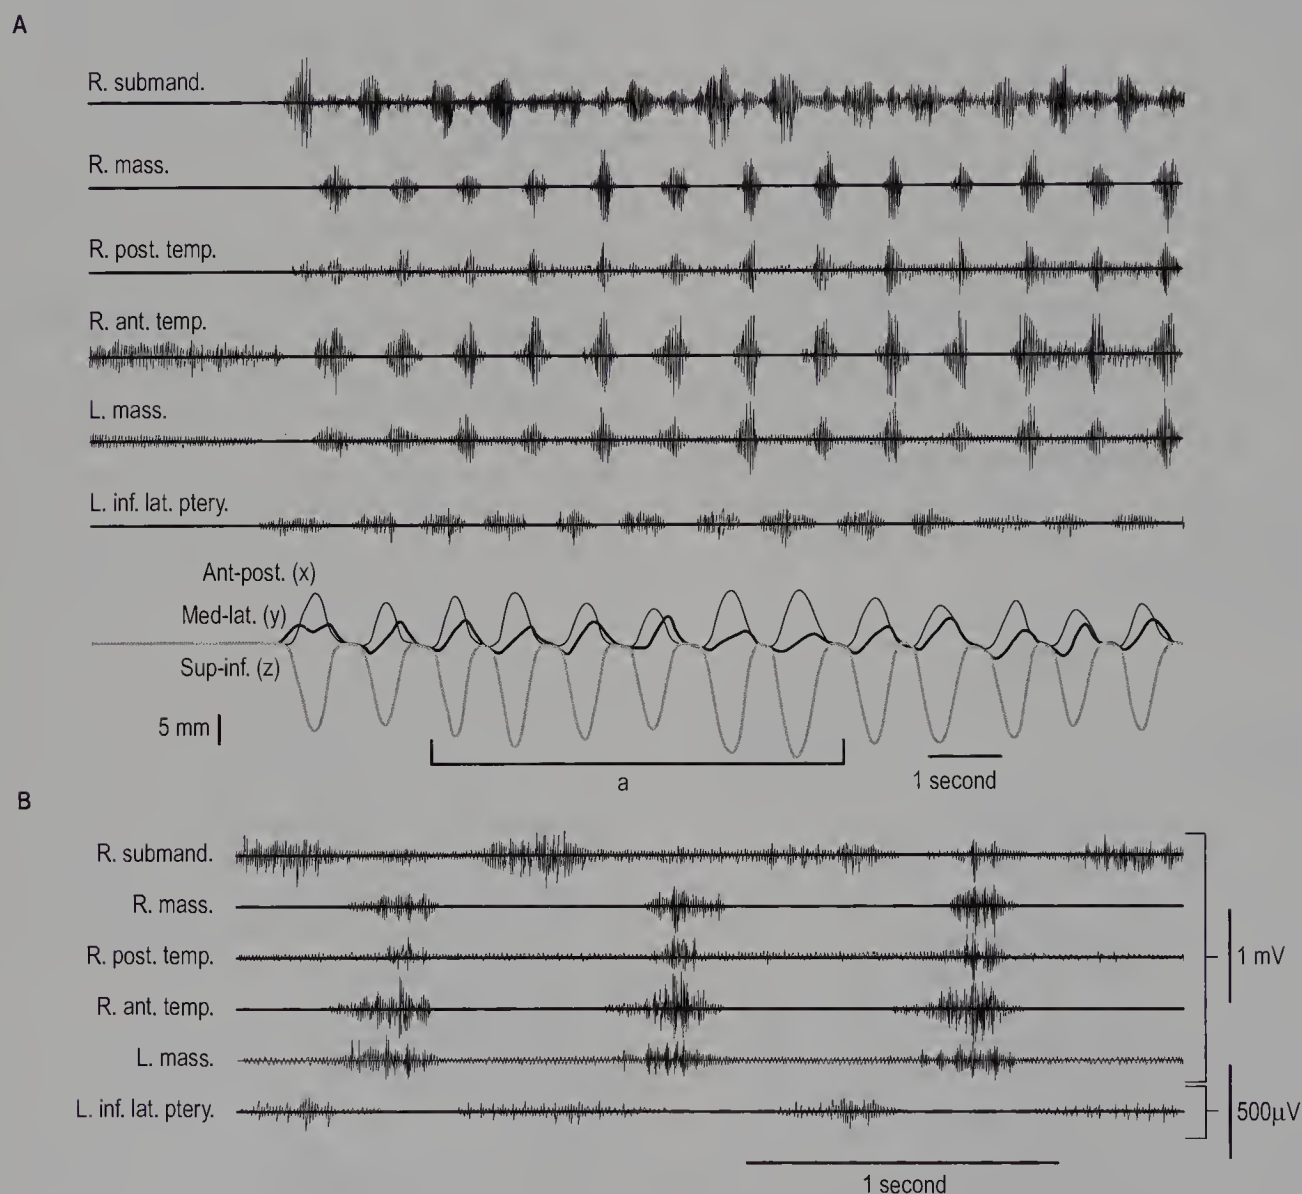 A
R. submand.
R. mass.
R. post. temp.
R. ant. temp.
L. mass.
L. inf. lat. ptery.
Ant-post. (x)
Med-lat. (y)
Sup-inf. (z)
5 mm
a
1 second
B
R. submand.
R. mass.
R. post. temp.
R. ant. temp.
L. mass.
L. inf. lat. ptery.
1 mV
500µV
1 second